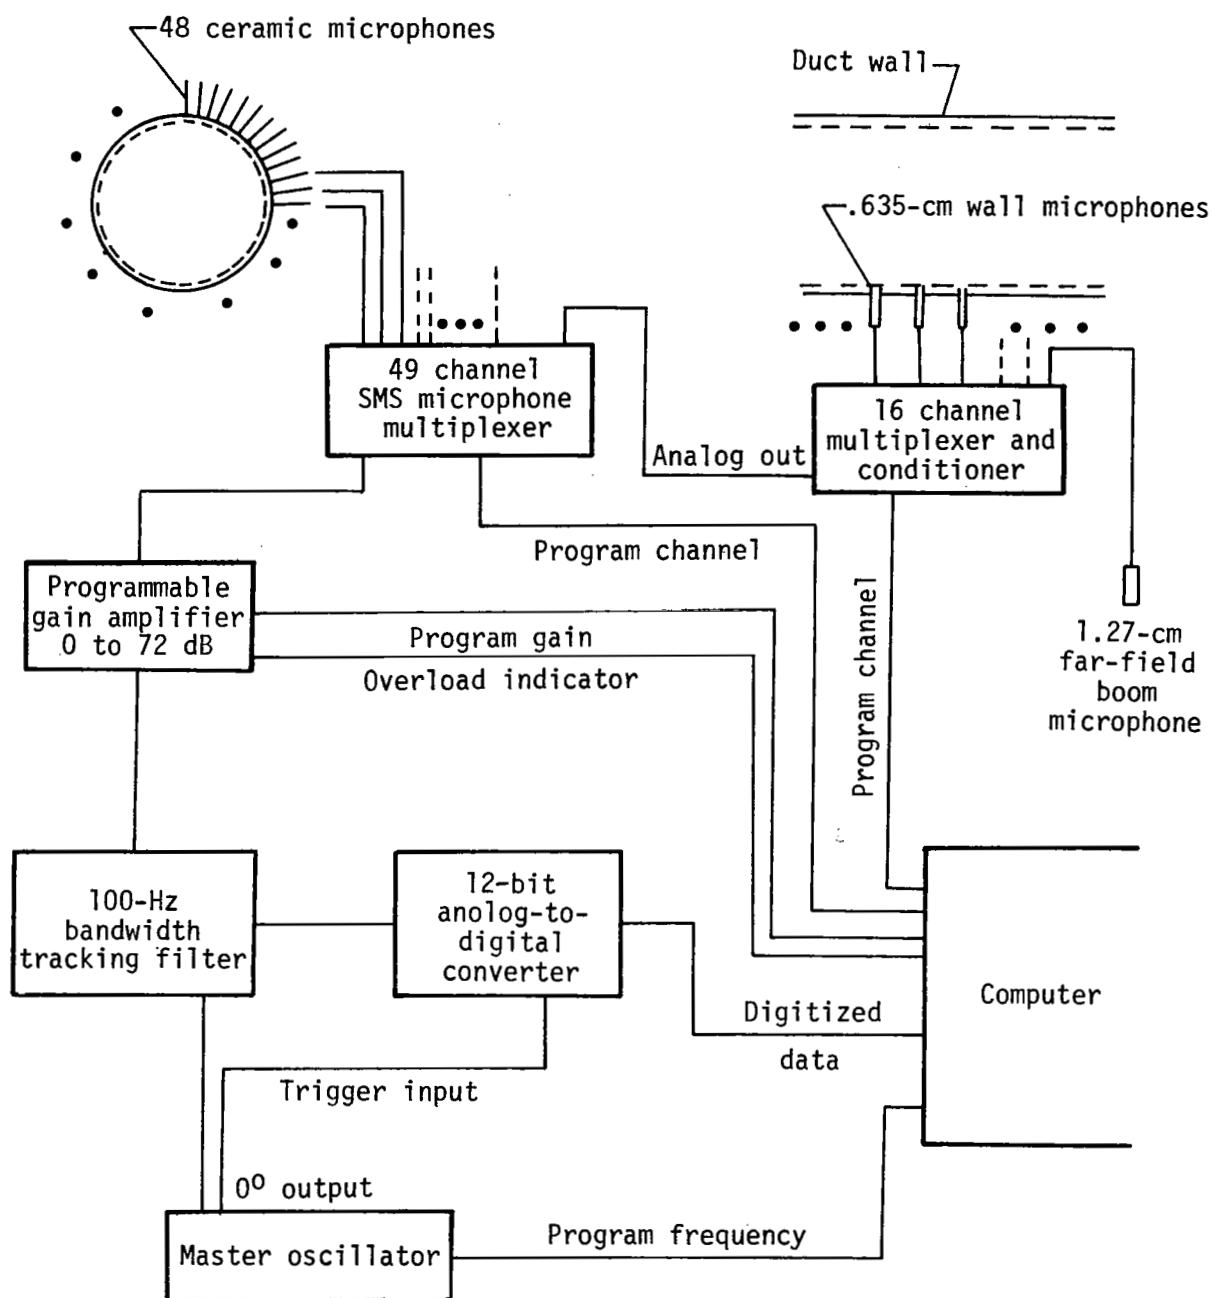 48 ceramic microphones
Duct wall
.635-cm wall microphones
49 channel
SMS microphone
multiplexer
16 channel
multiplexer and
conditioner
Analog out
Program channel
Programmable
gain amplifier
0 to 72 dB
Program gain
Overload indicator
Program channel
1.27-cm
far-field
boom
microphone
100-Hz
bandwidth
tracking filter
12-bit
anolog-to-
digital
converter
Computer
Digitized
data
Trigger input
0º output
Master oscillator
Program frequency